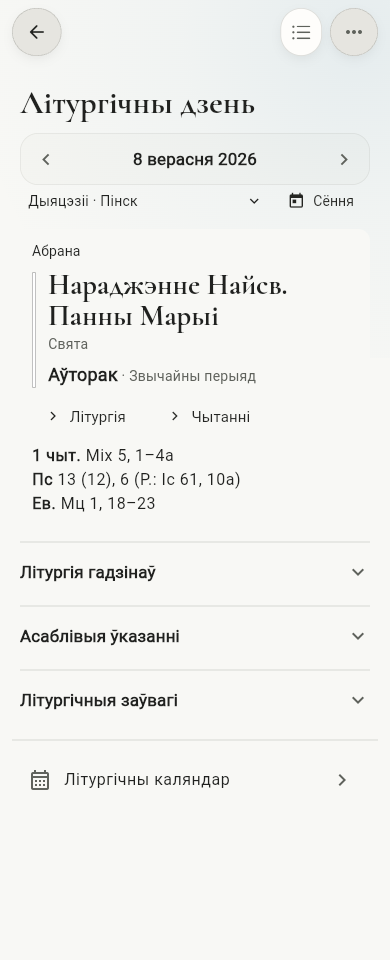 Літургічны дзень
8 верасня 2026
Дыяцэзіі · Пінск
Сёння
Абрана
Нараджэнне Найсв.
Панны Марыі
Свята
Аўторак · Звычайны перыяд
Літургія
Чытанні
1 чыт. Міх 5, 1–4а
Пс 13 (12), 6 (Р.: Іс 61, 10а)
Ев. Мц 1, 18–23
Літургія гадзінаў
Асаблівыя ўказанні
Літургічныя заўвагі
Літургічны каляндар